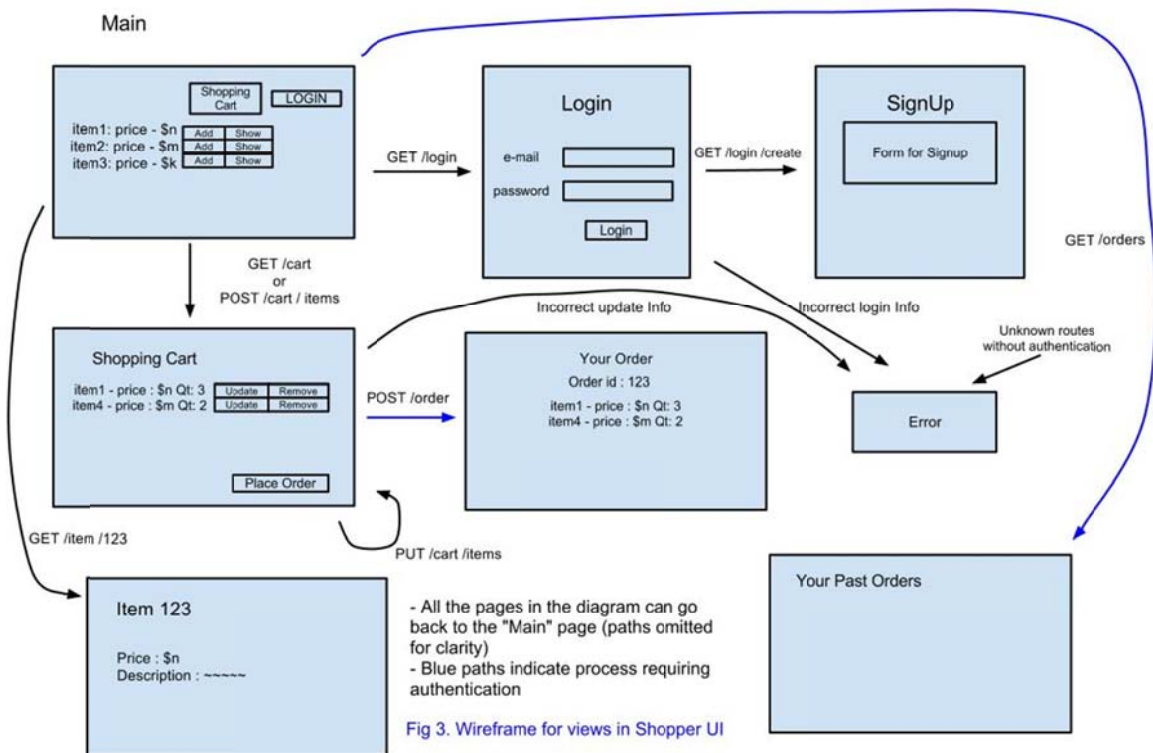 Main
Shopping
Cart
LOGIN
item1: price - $n Add Show
item2: price - $m Add Show
item3: price - $k Add Show
GET /login
Login
e-mail
password
Login
GET /login /create
SignUp
Form for Signup
GET /orders
GET /cart
or
POST /cart / items
Incorrect update Info
Incorrect login Info
Unknown routes
without authentication
Shopping Cart
item1 - price : $n Qt: 3 Update Remove
item4 - price : $m Qt: 2 Update Remove
Place Order
POST /order
Your Order
Order id : 123
item1 - price : $n Qt: 3
item4 - price : $m Qt: 2
Error
GET /item /123
PUT /cart /items
Item 123
Price : $n
Description : ~~~~~
- All the pages in the diagram can go
back to the "Main" page (paths omitted
for clarity)
- Blue paths indicate process requiring
authentication
Your Past Orders
Fig 3. Wireframe for views in Shopper UI